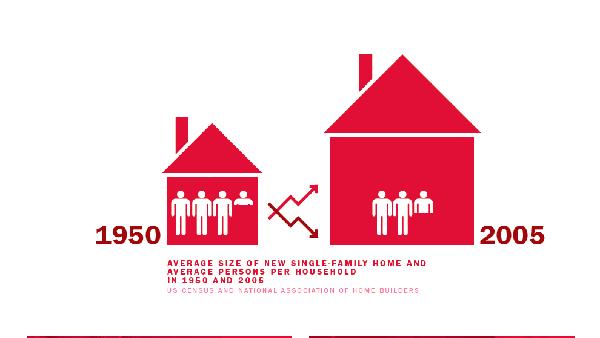 1950
2005
AVERAGE SIZE OF NEW SINGLE-FAMILY HOME AND
AVERAGE PERSONS PER HOUSEHOLD
IN 1950 AND 2005
US CENSUS AND NATIONAL ASSOCIATION OF HOME BUILDERS